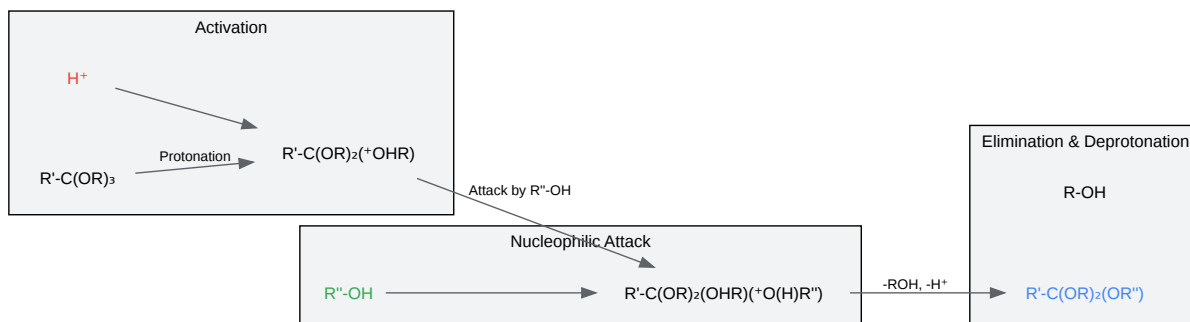 Activation
H⁺
Protonation
R'-C(OR)₃
R'-C(OR)₂(⁺OHR)
Attack by R''-OH
Nucleophilic Attack
R''-OH
R'-C(OR)₂(OHR)(⁺O(H)R'')
-ROH, -H⁺
Elimination & Deprotonation
R-OH
R'-C(OR)₂(OR'')